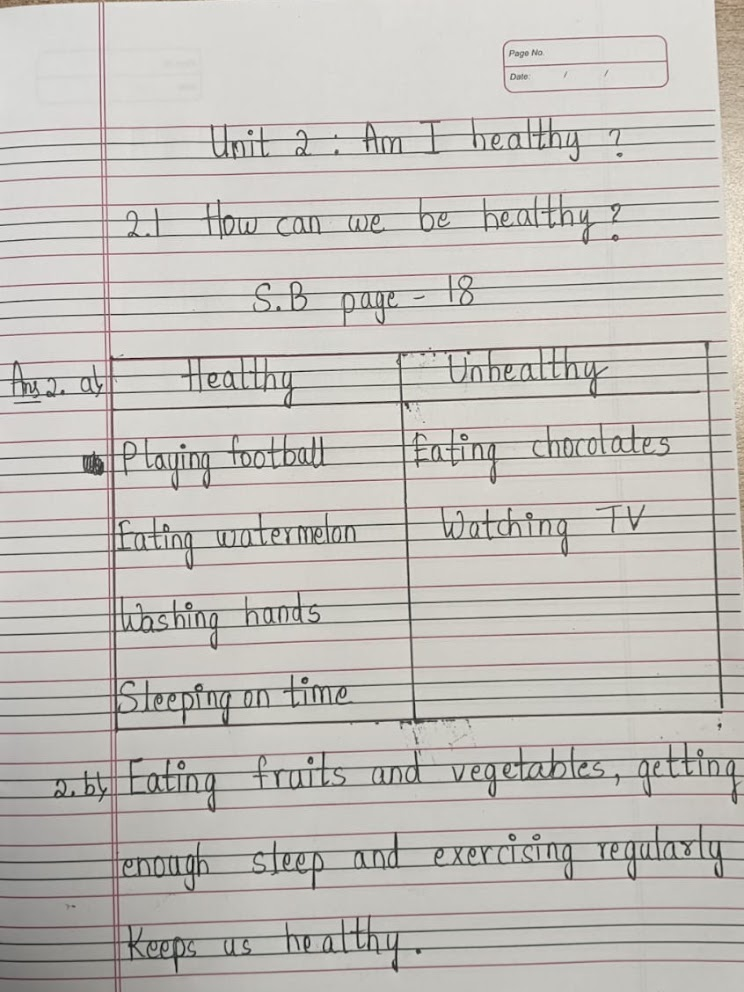 Page No.
Date: / /
Unit 2 : Am I healthy ?
2.1 How can we be healthy ?
S.B page - 18
Ans 2. a) Healthy Unhealthy
Playing football Eating chocolates
Eating watermelon Watching TV
Washing hands
Sleeping on time
2. b) Eating fruits and vegetables, getting
enough sleep and exercising regularly
Keeps us healthy.